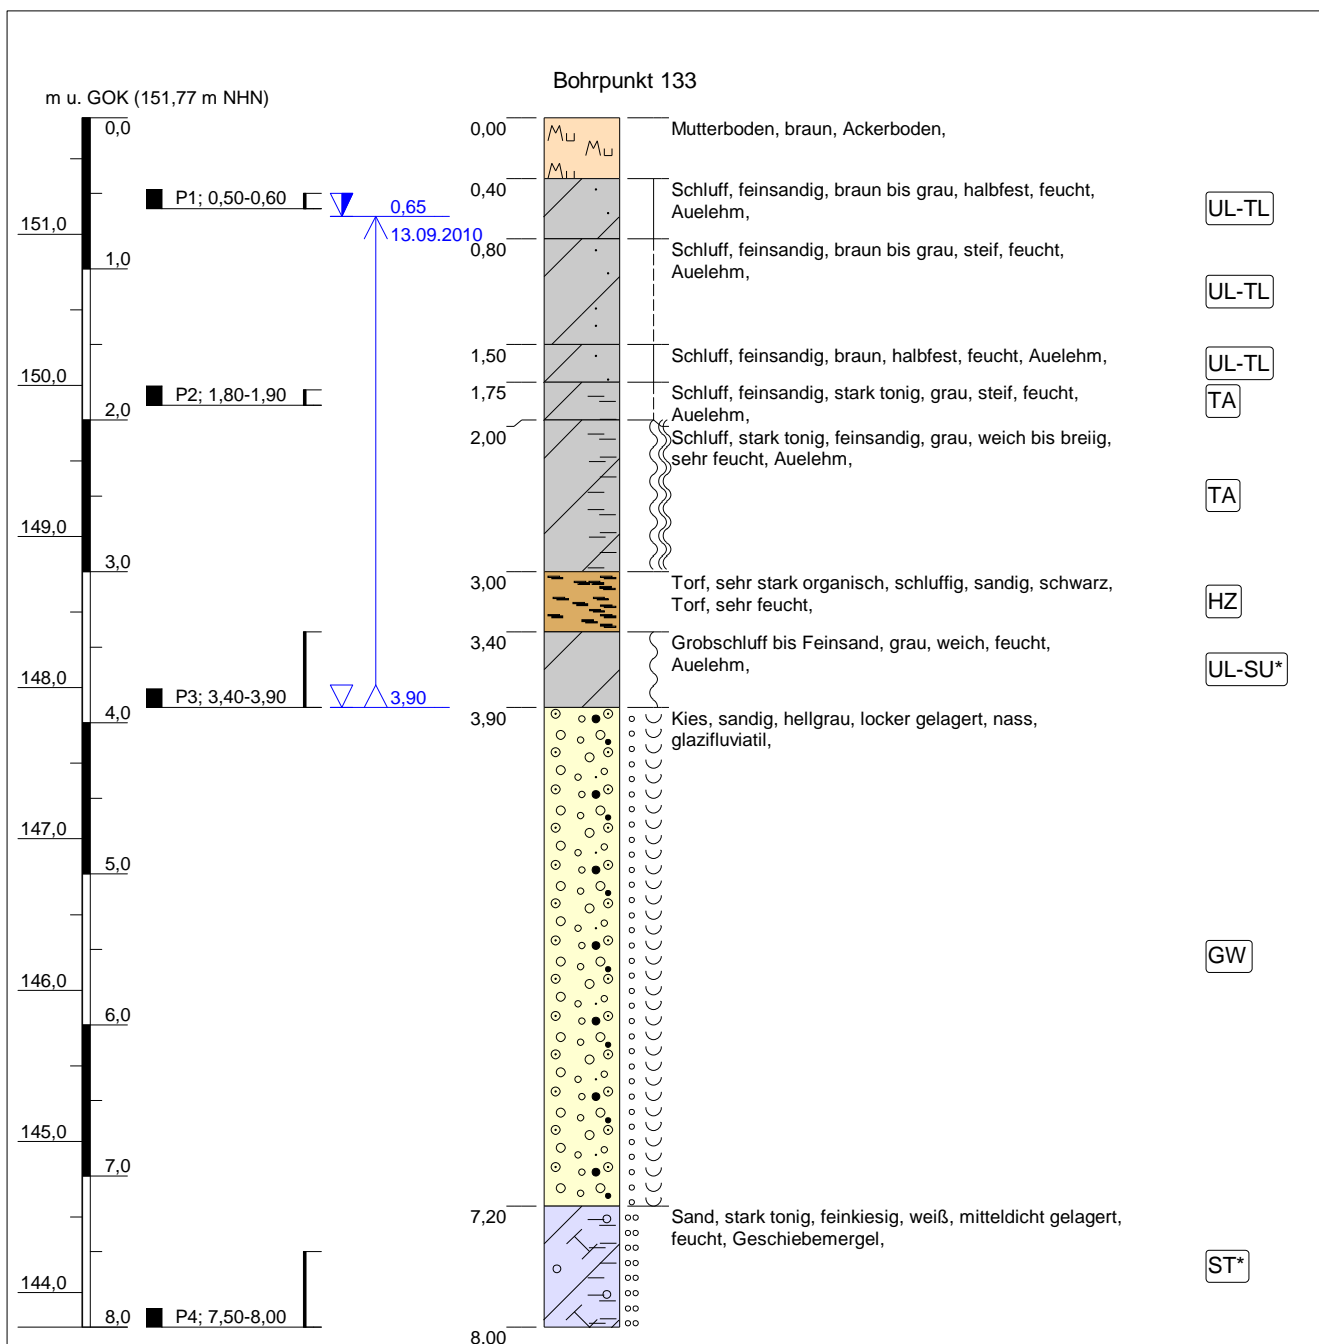 Bohrpunkt 133
m u. GOK (151,77 m NHN)
0,0
0,00
Mutterboden, braun, Ackerboden,
Mu
Mu
Mu
P1; 0,50-0,60
0,65
13.09.2010
0,40
Schluff, feinsandig, braun bis grau, halbfest, feucht,
Auelehm,
UL-TL
151,0
1,0
0,80
Schluff, feinsandig, braun bis grau, steif, feucht,
Auelehm,
UL-TL
1,50
Schluff, feinsandig, braun, halbfest, feucht, Auelehm,
UL-TL
150,0
P2; 1,80-1,90
2,0
1,75
Schluff, feinsandig, stark tonig, grau, steif, feucht,
Auelehm,
TA
2,00
Schluff, stark tonig, feinsandig, grau, weich bis breiig,
sehr feucht, Auelehm,
TA
149,0
3,0
3,00
Torf, sehr stark organisch, schluffig, sandig, schwarz,
Torf, sehr feucht,
HZ
3,40
Grobschluff bis Feinsand, grau, weich, feucht,
Auelehm,
UL-SU*
148,0
P3; 3,40-3,90
3,90
4,0
3,90
Kies, sandig, hellgrau, locker gelagert, nass,
glazifluviatil,
147,0
5,0
GW
146,0
6,0
145,0
7,0
7,20
Sand, stark tonig, feinkiesig, weiß, mitteldicht gelagert,
feucht, Geschiebemergel,
ST*
144,0
8,0
P4; 7,50-8,00
8,00